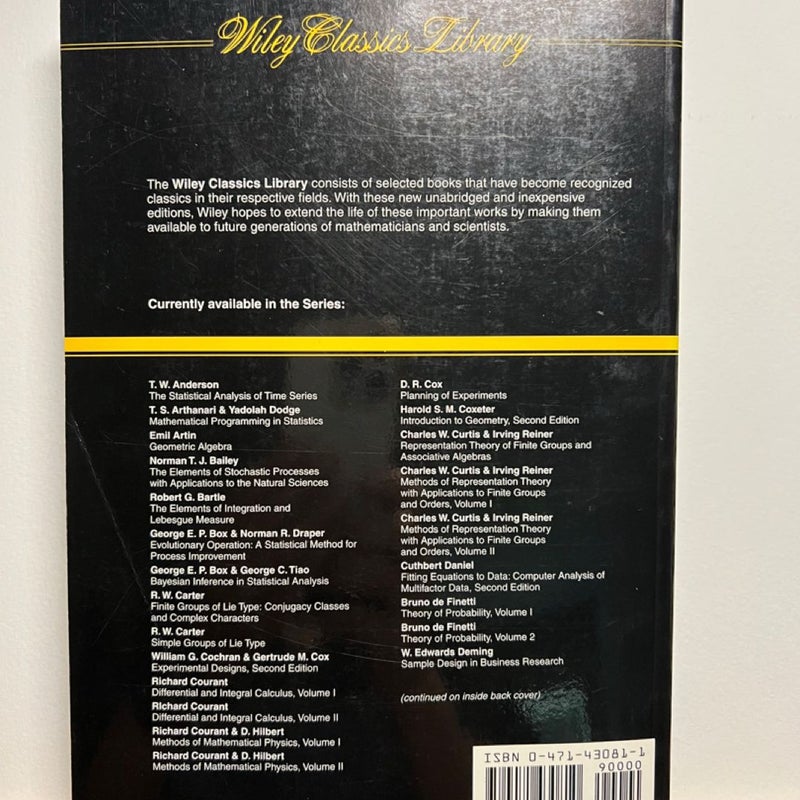 Wiley Classics Library
The Wiley Classics Library consists of selected books that have become recognized
classics in their respective fields. With these new unabridged and inexpensive
editions, Wiley hopes to extend the life of these important works by making them
available to future generations of mathematicians and scientists.
Currently available in the Series:
T. W. Anderson
The Statistical Analysis of Time Series
T. S. Arthanari & Yadolah Dodge
Mathematical Programming in Statistics
Emil Artin
Geometric Algebra
Norman T. J. Bailey
The Elements of Stochastic Processes
with Applications to the Natural Sciences
Robert G. Bartle
The Elements of Integration and
Lebesgue Measure
George E. P. Box & Norman R. Draper
Evolutionary Operation: A Statistical Method for
Process Improvement
George E. P. Box & George C. Tiao
Bayesian Inference in Statistical Analysis
R. W. Carter
Finite Groups of Lie Type: Conjugacy Classes
and Complex Characters
R. W. Carter
Simple Groups of Lie Type
William G. Cochran & Gertrude M. Cox
Experimental Designs, Second Edition
Richard Courant
Differential and Integral Calculus, Volume I
Richard Courant
Differential and Integral Calculus, Volume II
Richard Courant & D. Hilbert
Methods of Mathematical Physics, Volume I
Richard Courant & D. Hilbert
Methods of Mathematical Physics, Volume II
D. R. Cox
Planning of Experiments
Harold S. M. Coxeter
Introduction to Geometry, Second Edition
Charles W. Curtis & Irving Reiner
Representation Theory of Finite Groups and
Associative Algebras
Charles W. Curtis & Irving Reiner
Methods of Representation Theory
with Applications to Finite Groups
and Orders, Volume I
Charles W. Curtis & Irving Reiner
Methods of Representation Theory
with Applications to Finite Groups
and Orders, Volume II
Cuthbert Daniel
Fitting Equations to Data: Computer Analysis of
Multifactor Data, Second Edition
Bruno de Finetti
Theory of Probability, Volume I
Bruno de Finetti
Theory of Probability, Volume 2
W. Edwards Deming
Sample Design in Business Research
(continued on inside back cover)
ISBN 0-471-43081-1
90000